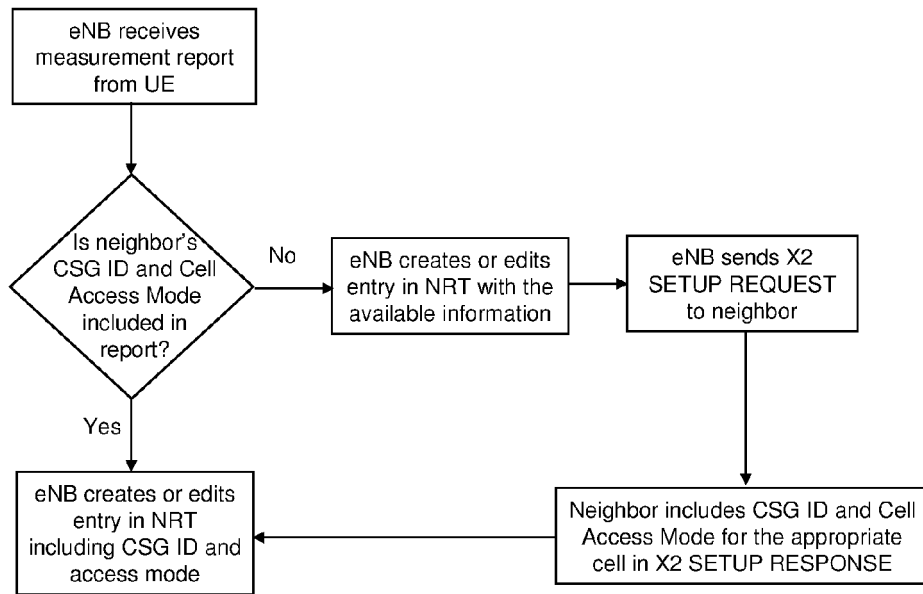 eNB receives
measurement report
from UE
Is neighbor's
CSG ID and Cell
Access Mode
included in
report?
No
eNB creates or edits
entry in NRT with the
available information
eNB sends X2
SETUP REQUEST
to neighbor
Yes
eNB creates or edits
entry in NRT
including CSG ID and
access mode
Neighbor includes CSG ID and Cell
Access Mode for the appropriate
cell in X2 SETUP RESPONSE